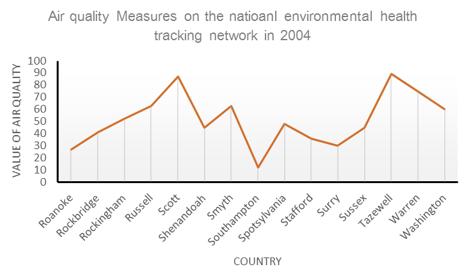 Air quality Measures on the natioanl environmental health
tracking network in 2004
VALUE OF AIR QUALITY
100
90
80
70
60
50
40
30
20
10
0
Roanoke
Rockbridge
Rockingham
Russell
Scott
Shenandoah
Smyth
Southampton
Spotsylvania
Stafford
Surry
Sussex
Tazewell
Warren
Washington
COUNTRY